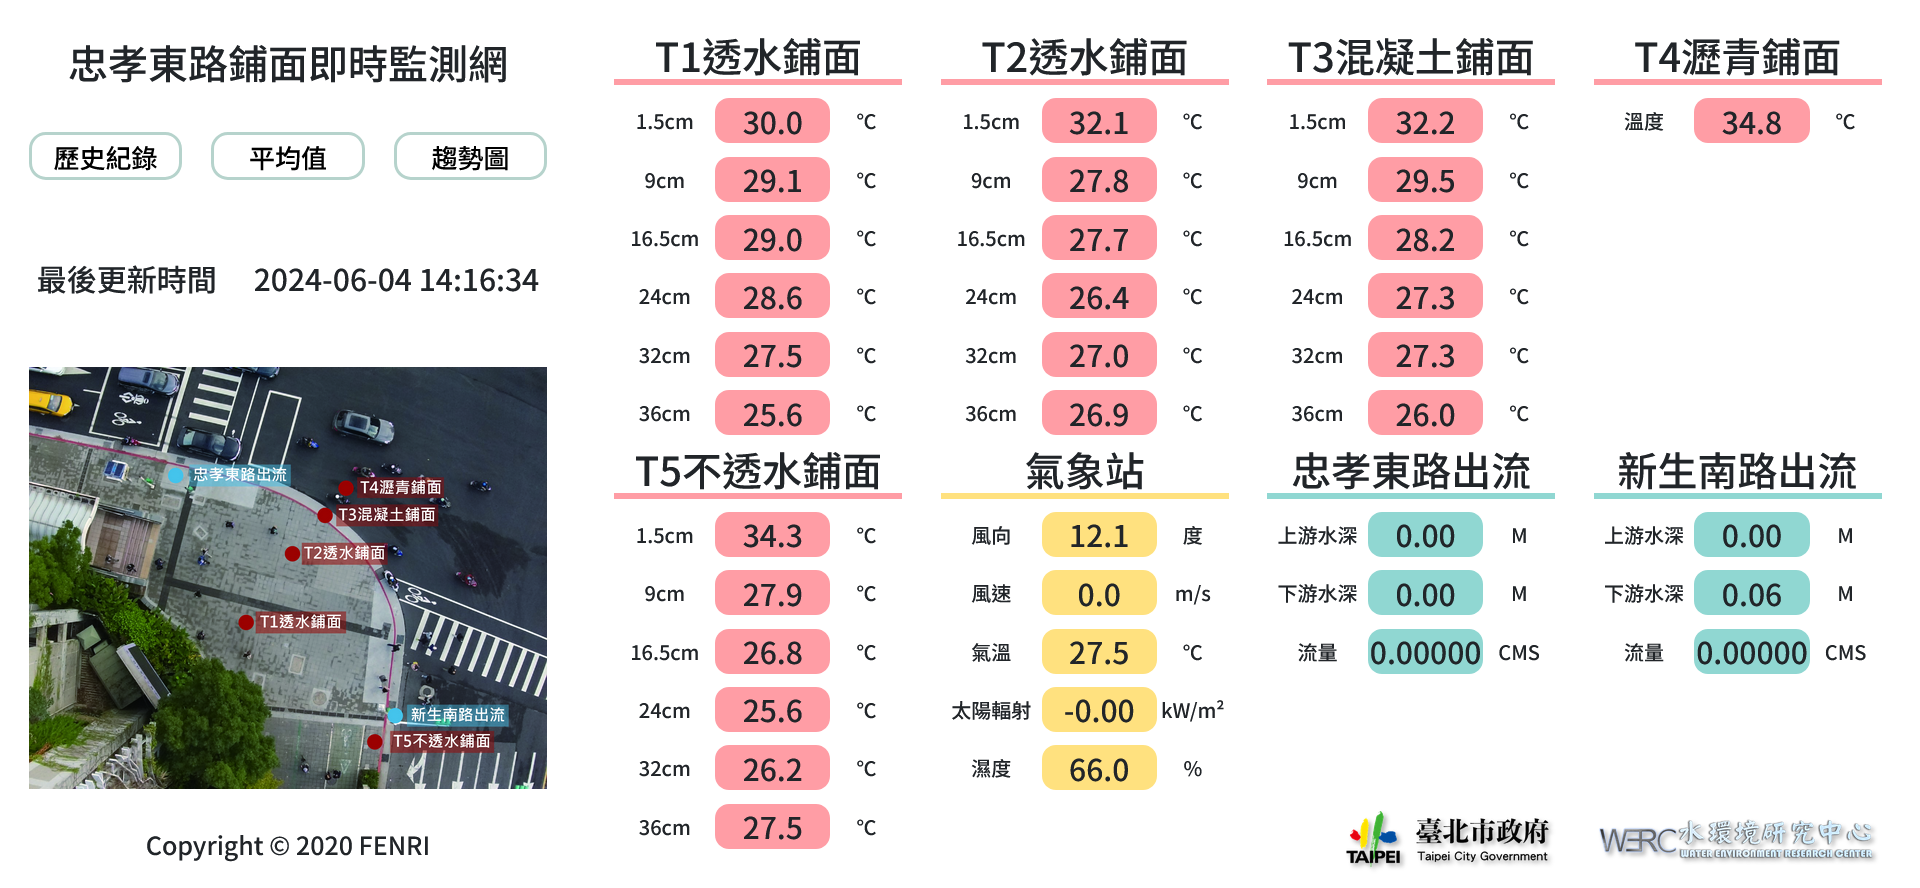 忠孝東路鋪面即時監測網
歷史紀錄
平均值
趨勢圖
最後更新時間 2024-06-04 14:16:34
忠孝東路出流
T4瀝青鋪面
T3混凝土鋪面
T2透水鋪面
T1透水鋪面
新生南路出流
T5不透水鋪面
Copyright © 2020 FENRI
T1透水鋪面
1.5cm 30.0 °C
9cm 29.1 °C
16.5cm 29.0 °C
24cm 28.6 °C
32cm 27.5 °C
36cm 25.6 °C
T2透水鋪面
1.5cm 32.1 °C
9cm 27.8 °C
16.5cm 27.7 °C
24cm 26.4 °C
32cm 27.0 °C
36cm 26.9 °C
T3混凝土鋪面
1.5cm 32.2 °C
9cm 29.5 °C
16.5cm 28.2 °C
24cm 27.3 °C
32cm 27.3 °C
36cm 26.0 °C
T4瀝青鋪面
溫度 34.8 °C
T5不透水鋪面
1.5cm 34.3 °C
9cm 27.9 °C
16.5cm 26.8 °C
24cm 25.6 °C
32cm 26.2 °C
36cm 27.5 °C
氣象站
風向 12.1 度
風速 0.0 m/s
氣溫 27.5 °C
太陽輻射 -0.00 kW/m²
濕度 66.0 %
忠孝東路出流
上游水深 0.00 M
下游水深 0.00 M
流量 0.00000 CMS
新生南路出流
上游水深 0.00 M
下游水深 0.06 M
流量 0.00000 CMS
TAIPEI
臺北市政府
Taipei City Government
WERC
水環境研究中心
WATER ENVIRONMENT RESEARCH CENTER